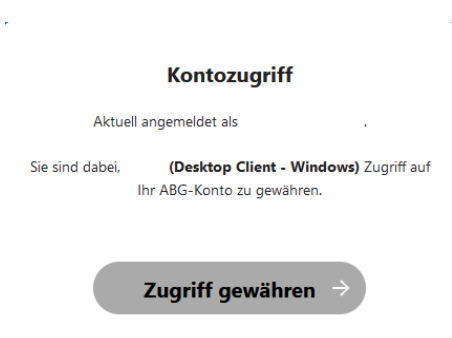 Kontozugriff
Aktuell angemeldet als .
Sie sind dabei, (Desktop Client - Windows) Zugriff auf
Ihr ABG-Konto zu gewähren.
Zugriff gewähren →